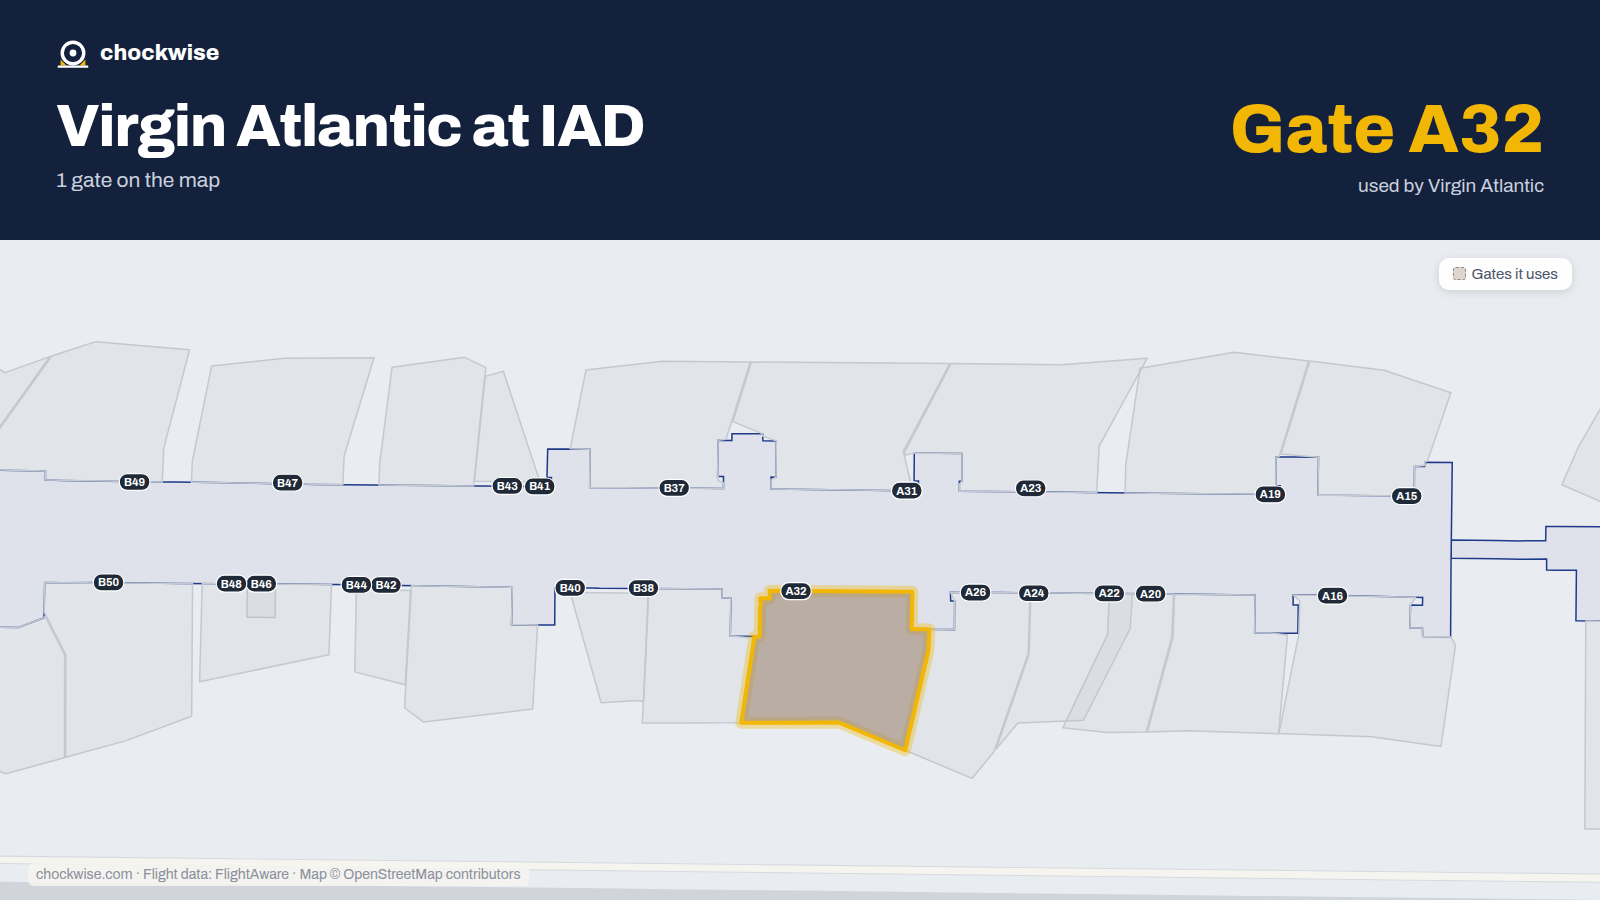 chockwise
Virgin Atlantic at IAD
1 gate on the map
Gate A32
used by Virgin Atlantic
Gates it uses
B49
B47
B43
B41
B37
A31
A23
A19
A15
B50
B48
B46
B44
B42
B40
B38
A32
A26
A24
A22
A20
A16
chockwise.com · Flight data: FlightAware · Map © OpenStreetMap contributors